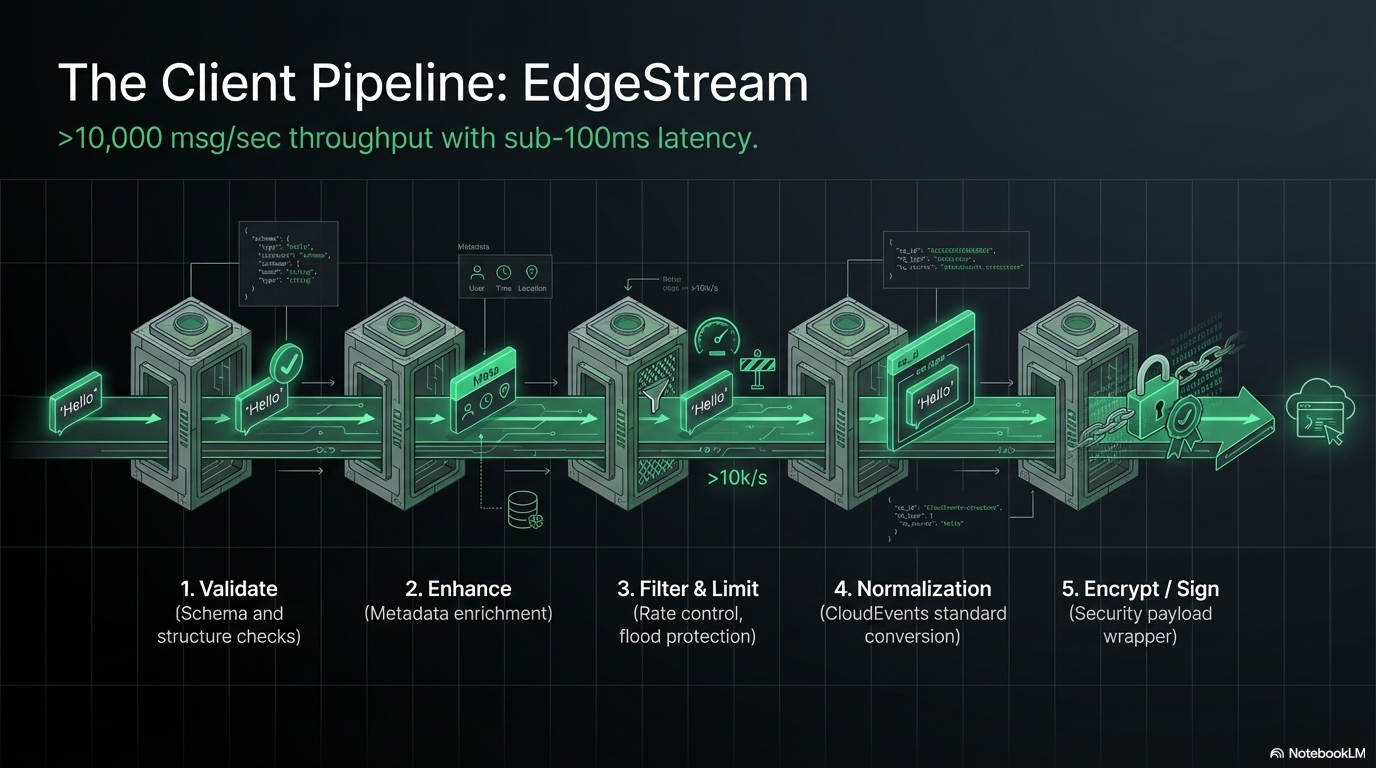 The Client Pipeline: EdgeStream
>10,000 msg/sec throughput with sub-100ms latency.
Metadata
User Time Location
>10k/s
'Hello'
'Hello'
'Hello'
'Hello'
>10k/s
1. Validate
(Schema and
structure checks)
2. Enhance
(Metadata enrichment)
3. Filter & Limit
(Rate control,
flood protection)
4. Normalization
(CloudEvents standard
conversion)
5. Encrypt / Sign
(Security payload
wrapper)
NotebookLM